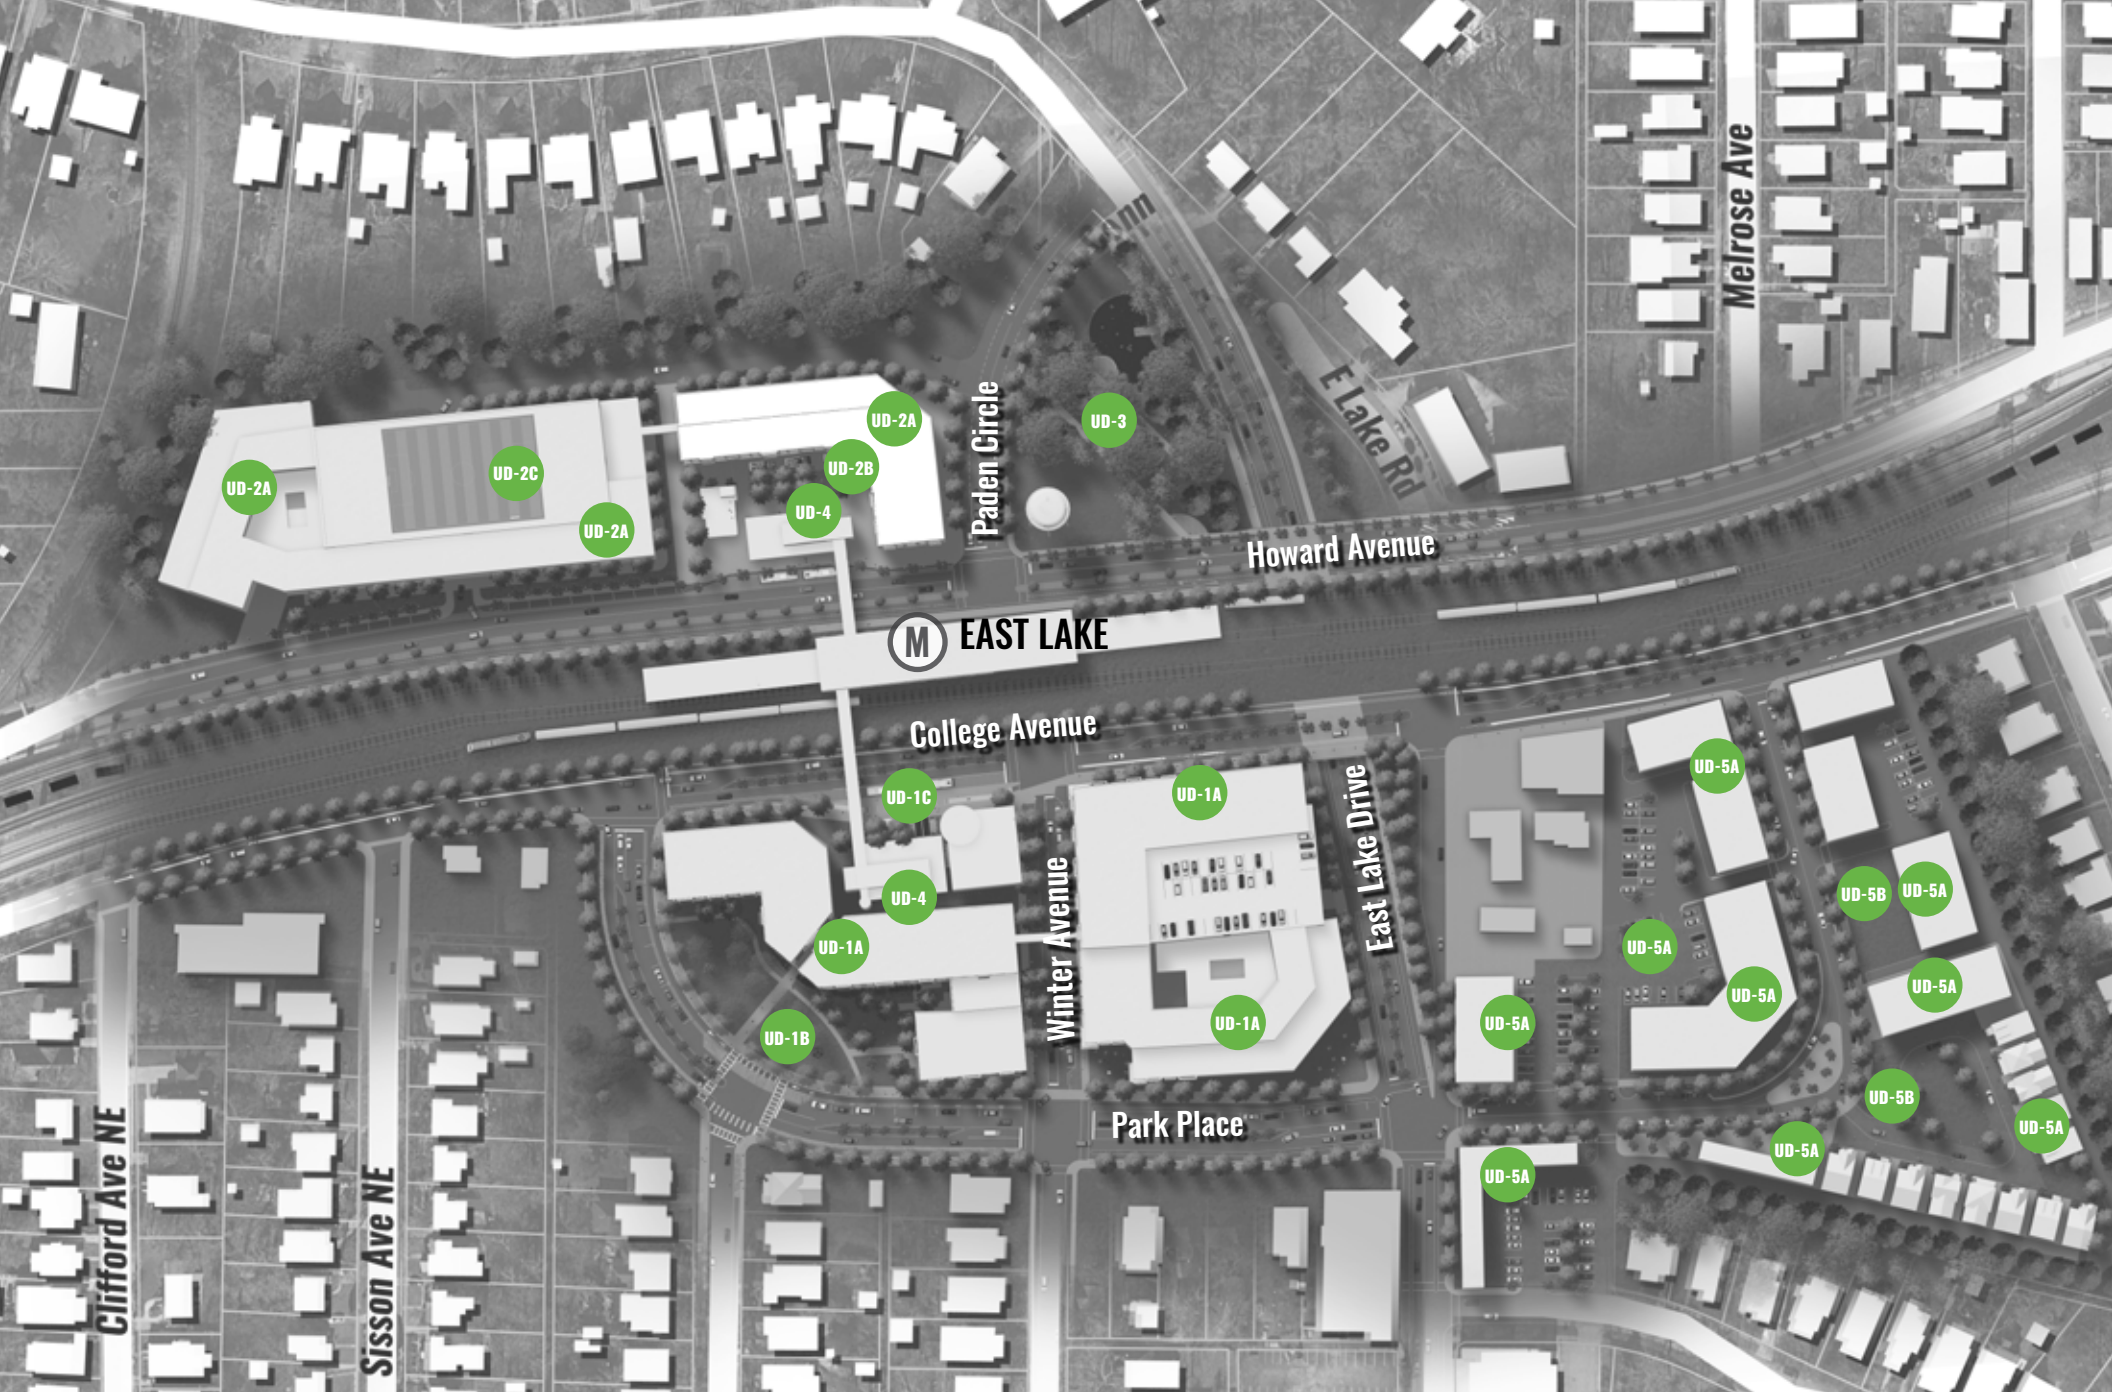 Melrose Ave
UD-2A
UD-3
Paden Circle
E Lake Rd
UD-2B
UD-2C
UD-2A
UD-4
UD-2A
Howard Avenue
M
EAST LAKE
College Avenue
UD-5A
UD-1C
UD-1A
East Lake Drive
Winter Avenue
UD-4
UD-5B
UD-5A
UD-1A
UD-5A
UD-5A
UD-5A
UD-1A
UD-5A
UD-1B
UD-5B
Park Place
UD-5A
UD-5A
UD-5A
Clifford Ave NE
Sisson Ave NE